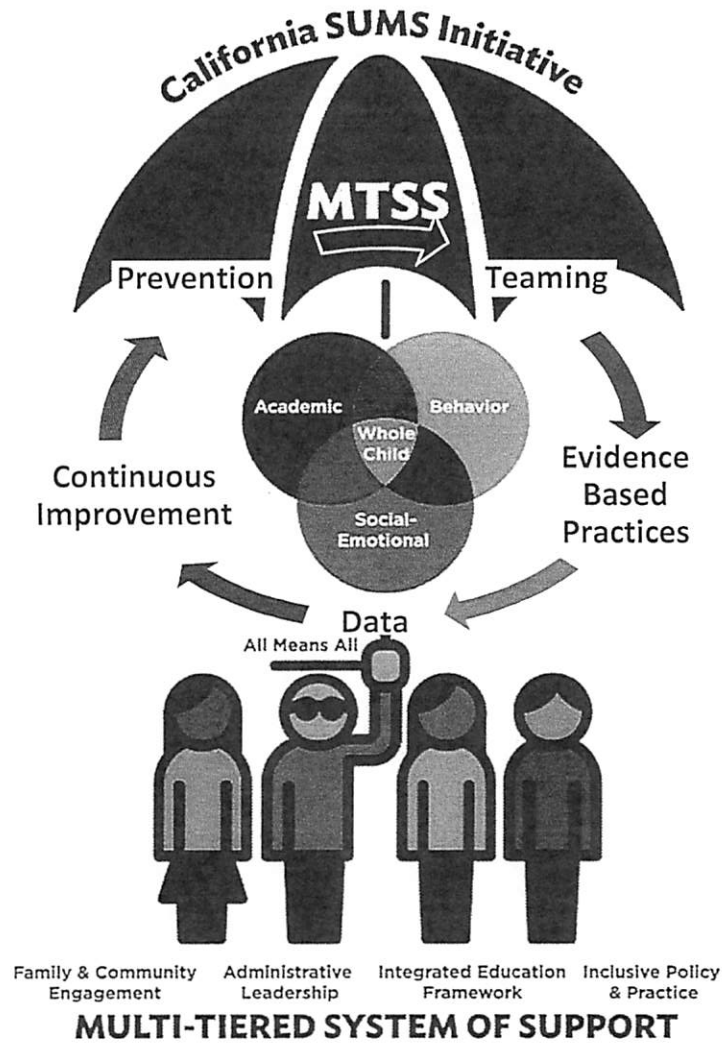 California SUMS Initiative
MTSS
Prevention
Teaming
Academic
Behavior
Whole
Child
Social-
Emotional
Continuous
Improvement
Evidence
Based
Practices
Data
All Means All
Family & Community
Engagement
Administrative
Leadership
Integrated Education
Framework
Inclusive Policy
& Practice
MULTI-TIERED SYSTEM OF SUPPORT